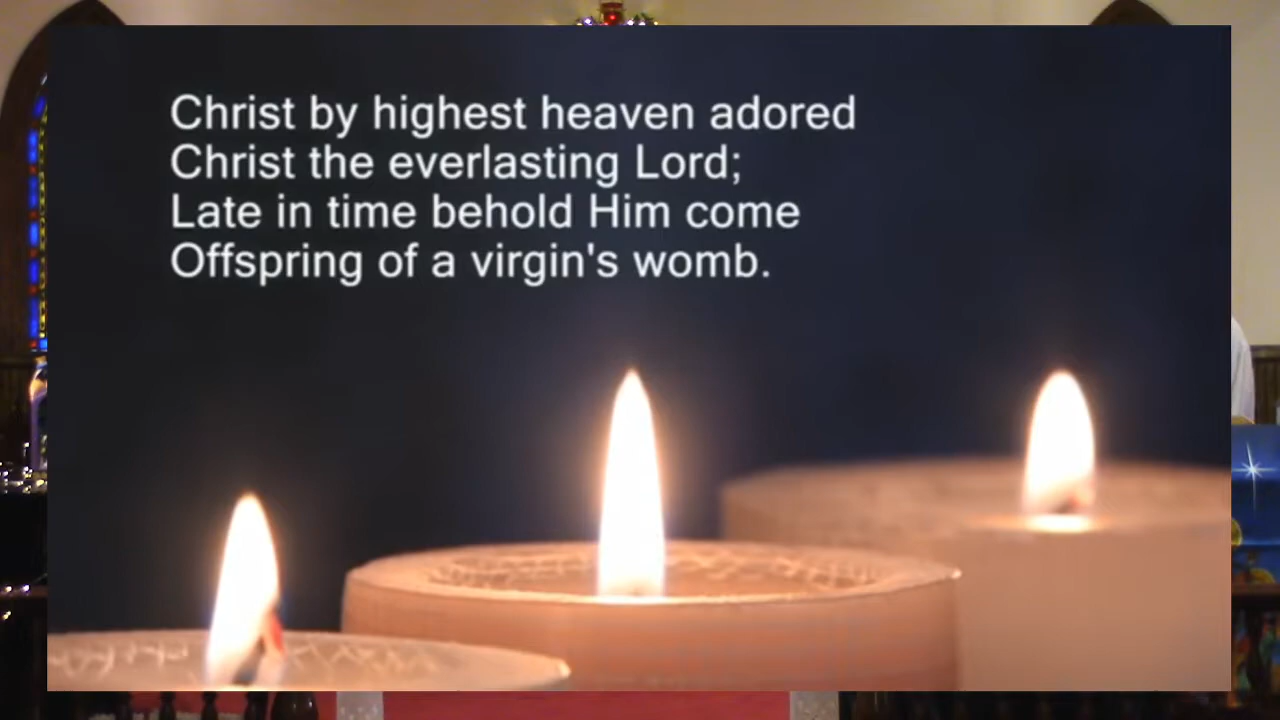 Christ by highest heaven adored
Christ the everlasting Lord;
Late in time behold Him come
Offspring of a virgin's womb.